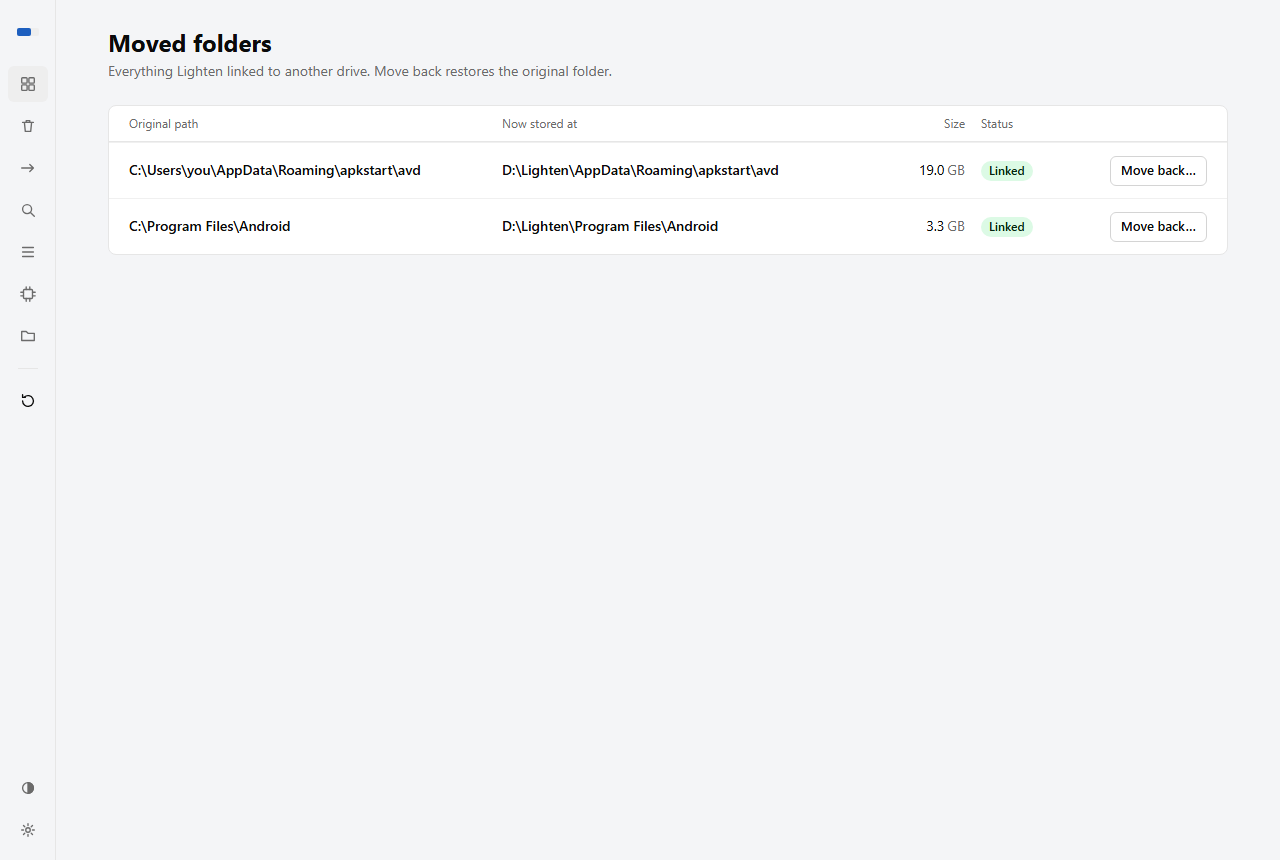 Moved folders
Everything Lighten linked to another drive. Move back restores the original folder.
Original path Now stored at Size Status
C:\Users\you\AppData\Roaming\apkstart\avd D:\Lighten\AppData\Roaming\apkstart\avd 19.0 GB Linked Move back...
C:\Program Files\Android D:\Lighten\Program Files\Android 3.3 GB Linked Move back...